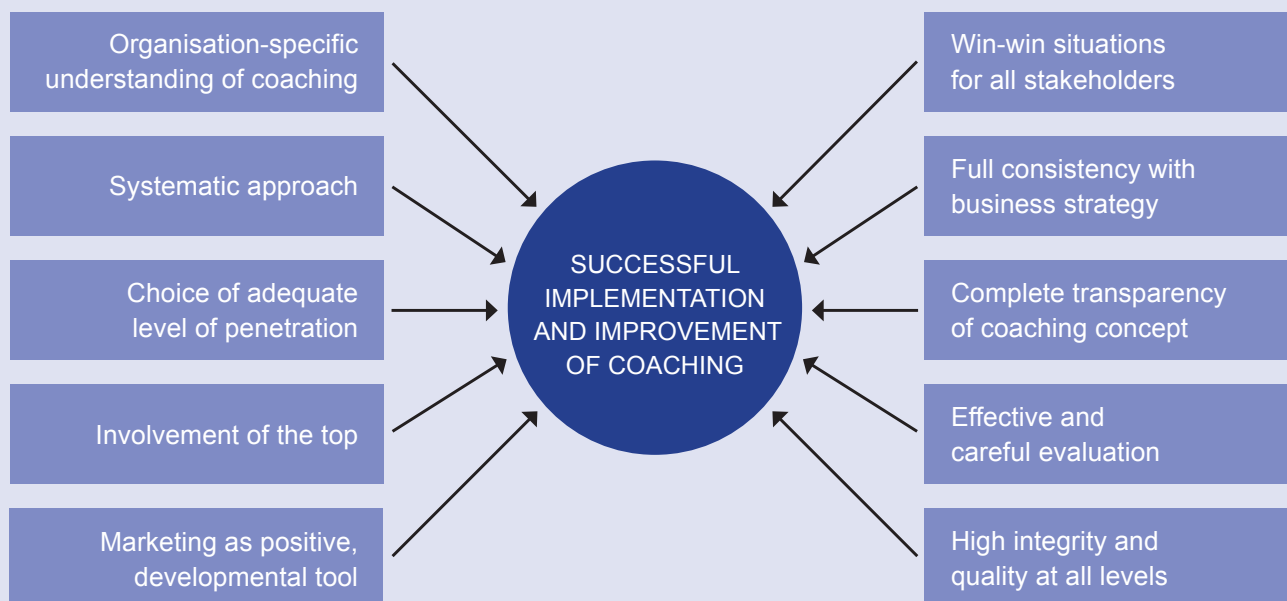 Organisation-specific
understanding of coaching
Systematic approach
Choice of adequate
level of penetration
Involvement of the top
Marketing as positive,
developmental tool
SUCCESSFUL
IMPLEMENTATION
AND IMPROVEMENT
OF COACHING
Win-win situations
for all stakeholders
Full consistency with
business strategy
Complete transparency
of coaching concept
Effective and
careful evaluation
High integrity and
quality at all levels